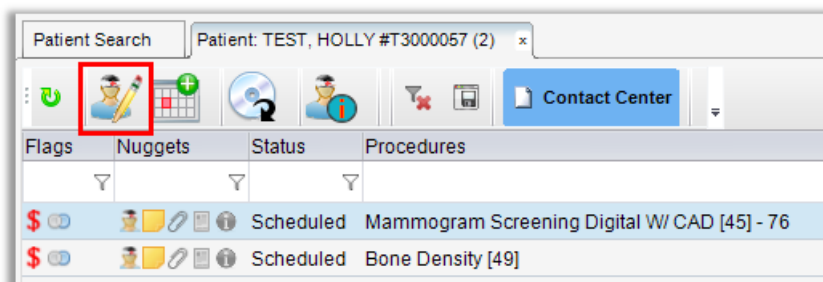 Patient Search Patient: TEST, HOLLY #T3000057 (2) x
Contact Center
Flags Nuggets Status Procedures
$ Scheduled Mammogram Screening Digital W/ CAD [45] - 76
$ Scheduled Bone Density [49]